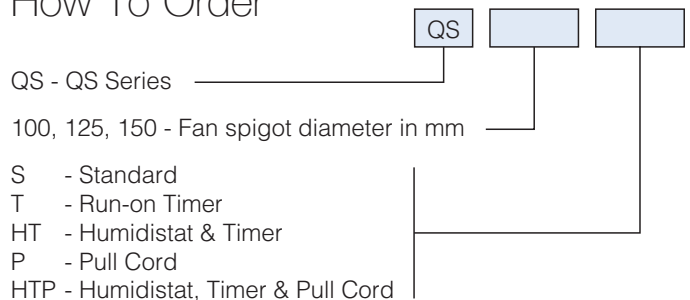 How To Order
QS
QS - QS Series
100, 125, 150 - Fan spigot diameter in mm
S - Standard
T - Run-on Timer
HT - Humidistat & Timer
P - Pull Cord
HTP - Humidistat, Timer & Pull Cord